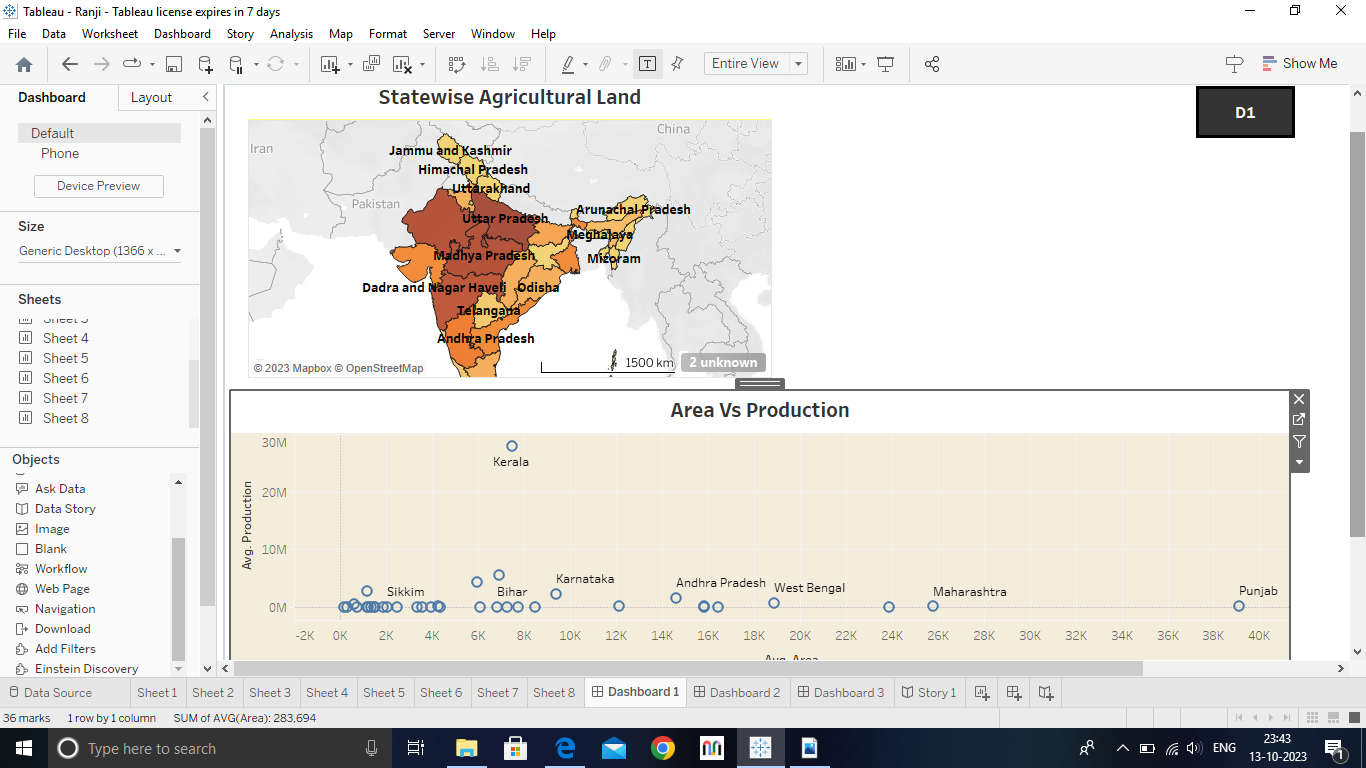 Tableau - Ranji - Tableau license expires in 7 days
File Data Worksheet Dashboard Story Analysis Map Format Server Window Help
Entire View
Show Me
Dashboard Layout
Default
Phone
Device Preview
Size
Generic Desktop (1366 x ...
Sheets
Sheet 4
Sheet 5
Sheet 6
Sheet 7
Sheet 8
Objects
Ask Data
Data Story
Image
Blank
Workflow
Web Page
Navigation
Download
Add Filters
Einstein Discovery
Statewise Agricultural Land
D1
China
Iran
Jammu and Kashmir
Himachal Pradesh
Uttarakhand
Pakistan
Arunachal Pradesh
Uttar Pradesh
Meghalaya
Madhya Pradesh
Mizoram
Dadra and Nagar Haveli
Odisha
Telangana
Andhra Pradesh
1500 km
2 unknown
© 2023 Mapbox © OpenStreetMap
Area Vs Production
Avg. Production
30M
20M
10M
0M
Kerala
Sikkim
Bihar
Karnataka
Andhra Pradesh
West Bengal
Maharashtra
Punjab
-2K 0K 2K 4K 6K 8K 10K 12K 14K 16K 18K 20K 22K 24K 26K 28K 30K 32K 34K 36K 38K 40K
Avg. Area
Data Source Sheet 1 Sheet 2 Sheet 3 Sheet 4 Sheet 5 Sheet 6 Sheet 7 Sheet 8 Dashboard 1 Dashboard 2 Dashboard 3 Story 1
36 marks 1 row by 1 column SUM of AVG(Area): 283,694
Type here to search
ENG
23:43
13-10-2023
1